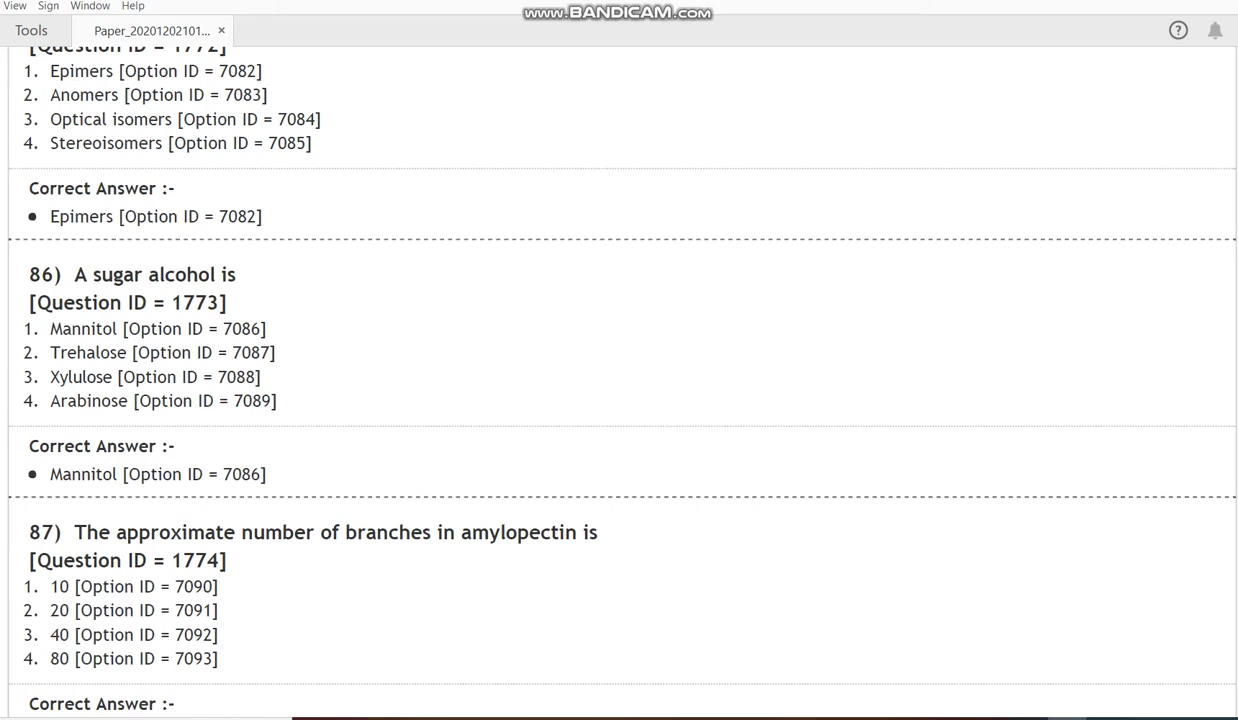 View Sign Window Help
www.BANDICAM.com
Tools Paper_20201202101... ×
[Question ID = 1772]
1. Epimers [Option ID = 7082]
2. Anomers [Option ID = 7083]
3. Optical isomers [Option ID = 7084]
4. Stereoisomers [Option ID = 7085]
Correct Answer :-
● Epimers [Option ID = 7082]
86) A sugar alcohol is
[Question ID = 1773]
1. Mannitol [Option ID = 7086]
2. Trehalose [Option ID = 7087]
3. Xylulose [Option ID = 7088]
4. Arabinose [Option ID = 7089]
Correct Answer :-
● Mannitol [Option ID = 7086]
87) The approximate number of branches in amylopectin is
[Question ID = 1774]
1. 10 [Option ID = 7090]
2. 20 [Option ID = 7091]
3. 40 [Option ID = 7092]
4. 80 [Option ID = 7093]
Correct Answer :-